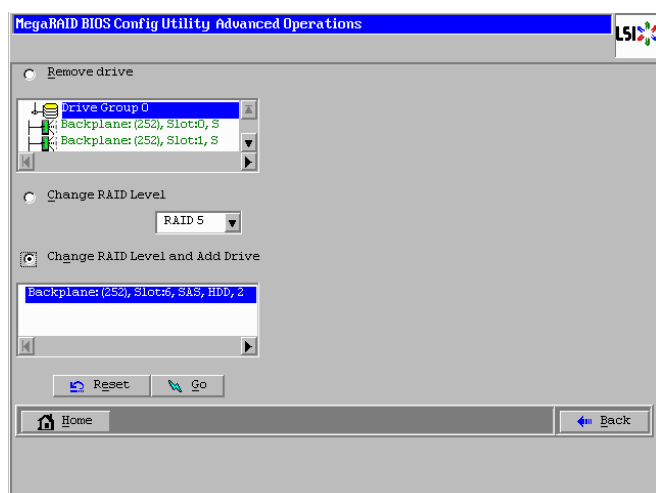 MegaRAID BIOS Config Utility Advanced Operations
LSI
Remove drive
Drive Group 0
Backplane: (252), Slot:0, S
Backplane: (252), Slot:1, S
Change RAID Level
RAID 5
Change RAID Level and Add Drive
Backplane: (252), Slot:6, SAS, HDD, 2
Reset
Go
Home
Back